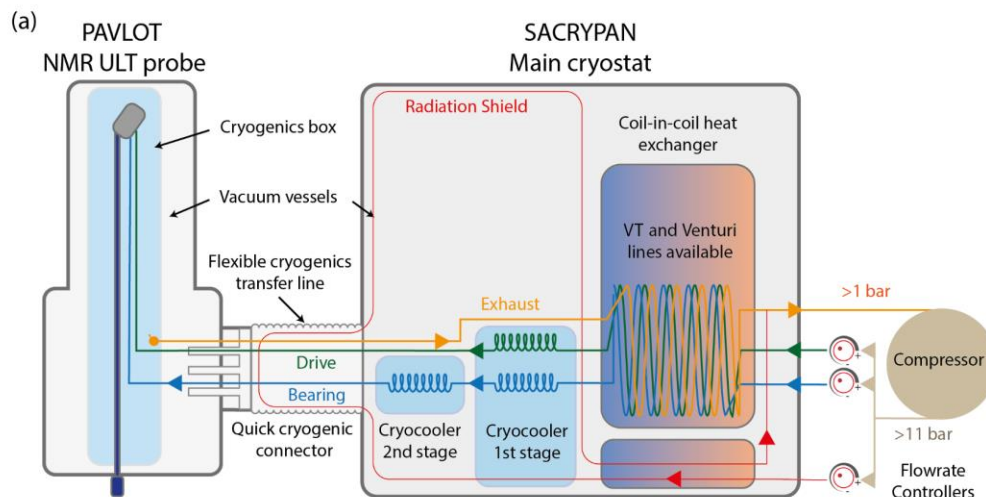 (a)
PAVLOT
NMR ULT probe
SACRYPAN
Main cryostat
Radiation Shield
Cryogenics box
Coil-in-coil heat
exchanger
Vacuum vessels
VT and Venturi
lines available
Flexible cryogenics
transfer line
Exhaust
>1 bar
Drive
Compressor
Bearing
Quick cryogenic
connector
Cryocooler
2nd stage
Cryocooler
1st stage
>11 bar
Flowrate
Controllers
+
-
+
-
+
-